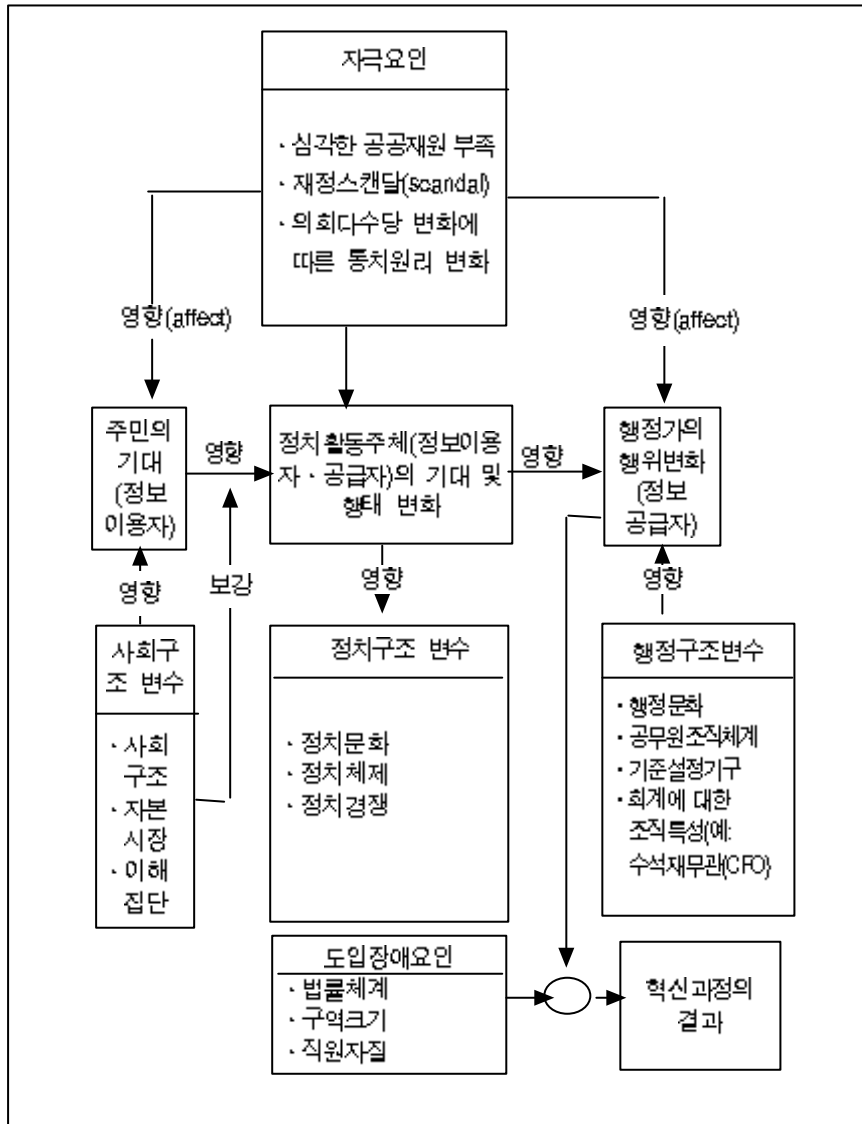 자극요인
· 심각한 공공재원 부족
· 재정스캔달(scandal)
· 의회다수당 변화에
따른 통치원리 변화
영향(affect)
영향(affect)
주민의
기대
(정보
이용자)
영향
정치활동주체(정보이용
자 · 공급자)의 기대 및
행태 변화
영향
행정가의
행위변화
(정보
공급자)
영향
보강
영향
영향
사회구
조 변수
· 사회
구조
· 자본
시장
· 이해
집단
정치구조 변수
· 정치문화
· 정치체제
· 정치경쟁
행정구조변수
· 행정문화
· 공무원조직체계
· 기준설정기구
· 회계에 대한
조직특성(예:
수석재무관(CFO)
도입장애요인
· 법률체계
· 구역크기
· 직원자질
혁신과정의
결과